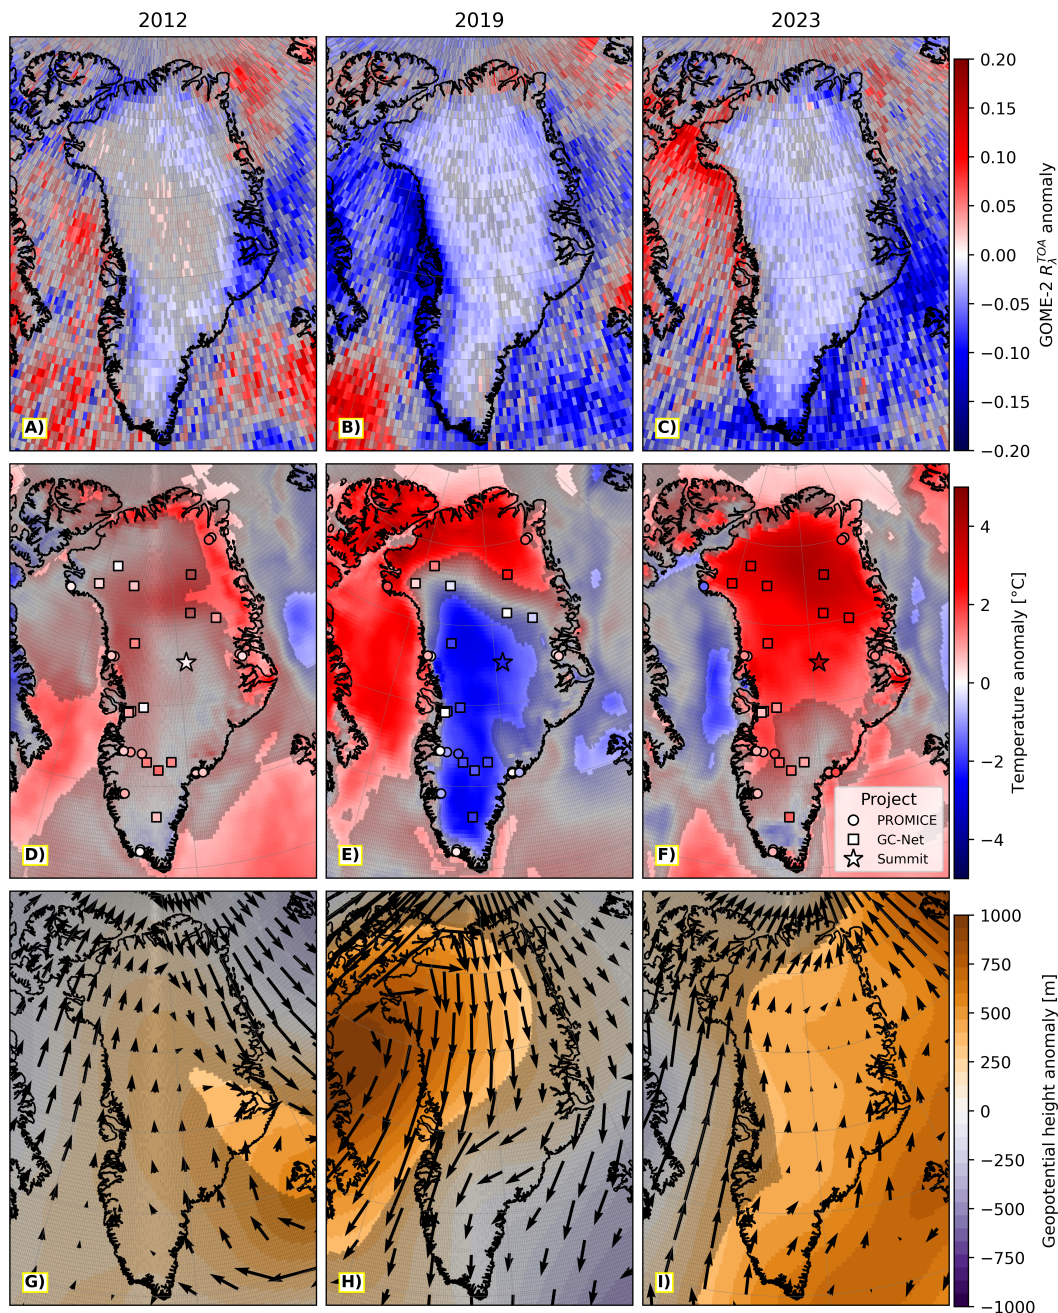 2012 2019 2023
A) B) C)
0.20
0.15
0.10
0.05
0.00
−0.05
−0.10
−0.15
−0.20
GOME-2 R_λ^TOA anomaly
D) E) F)
Project
PROMICE
GC-Net
Summit
4
2
0
−2
−4
Temperature anomaly [°C]
G) H) I)
1000
750
500
250
0
−250
−500
−750
−1000
Geopotential height anomaly [m]